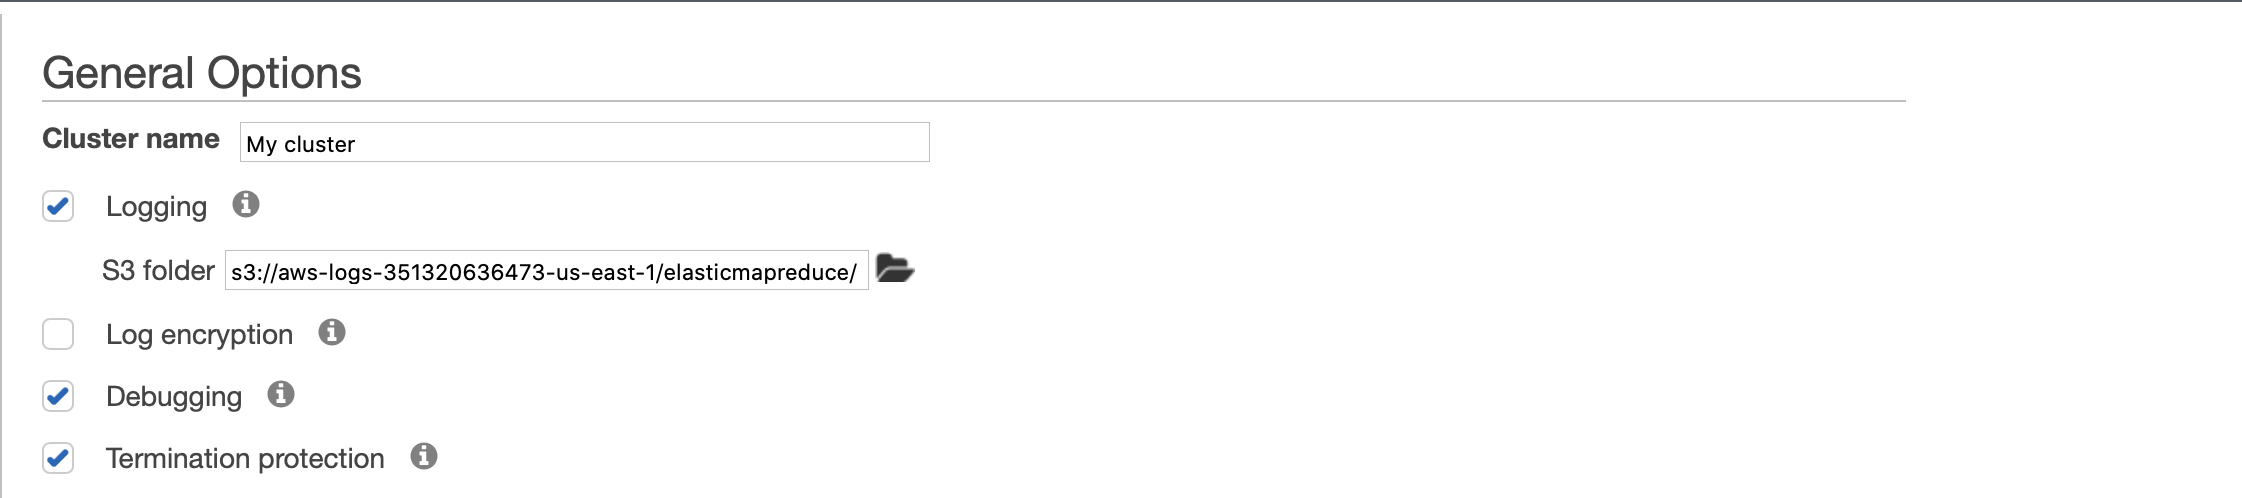 General Options
Cluster name My cluster
Logging
S3 folder s3://aws-logs-351320636473-us-east-1/elasticmapreduce/
Log encryption
Debugging
Termination protection